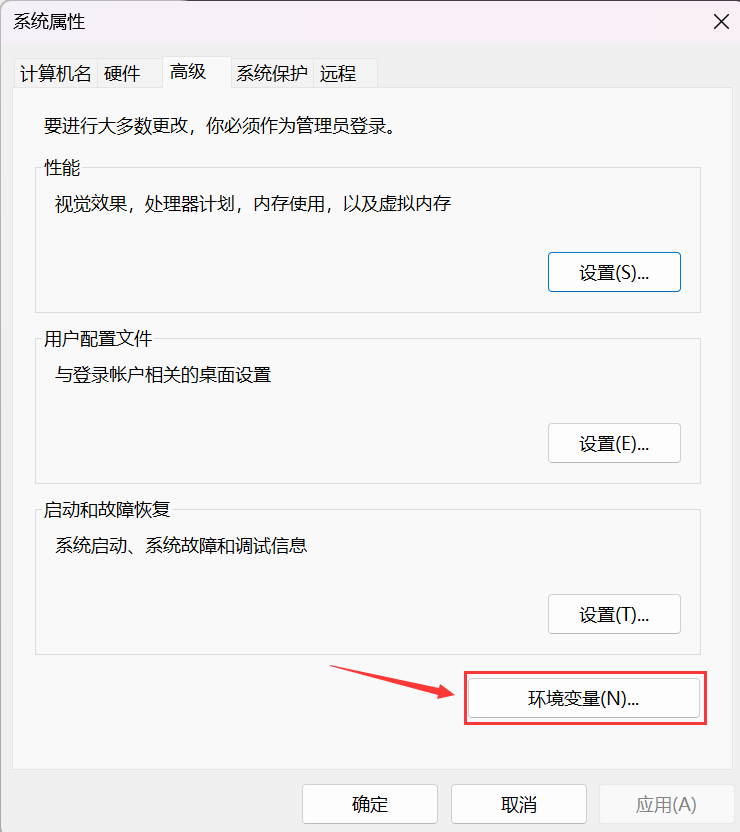 系统属性
计算机名 硬件 高级 系统保护 远程
要进行大多数更改，你必须作为管理员登录。
性能
视觉效果，处理器计划，内存使用，以及虚拟内存
设置(S)...
用户配置文件
与登录帐户相关的桌面设置
设置(E)...
启动和故障恢复
系统启动、系统故障和调试信息
设置(T)...
环境变量(N)...
确定 取消 应用(A)